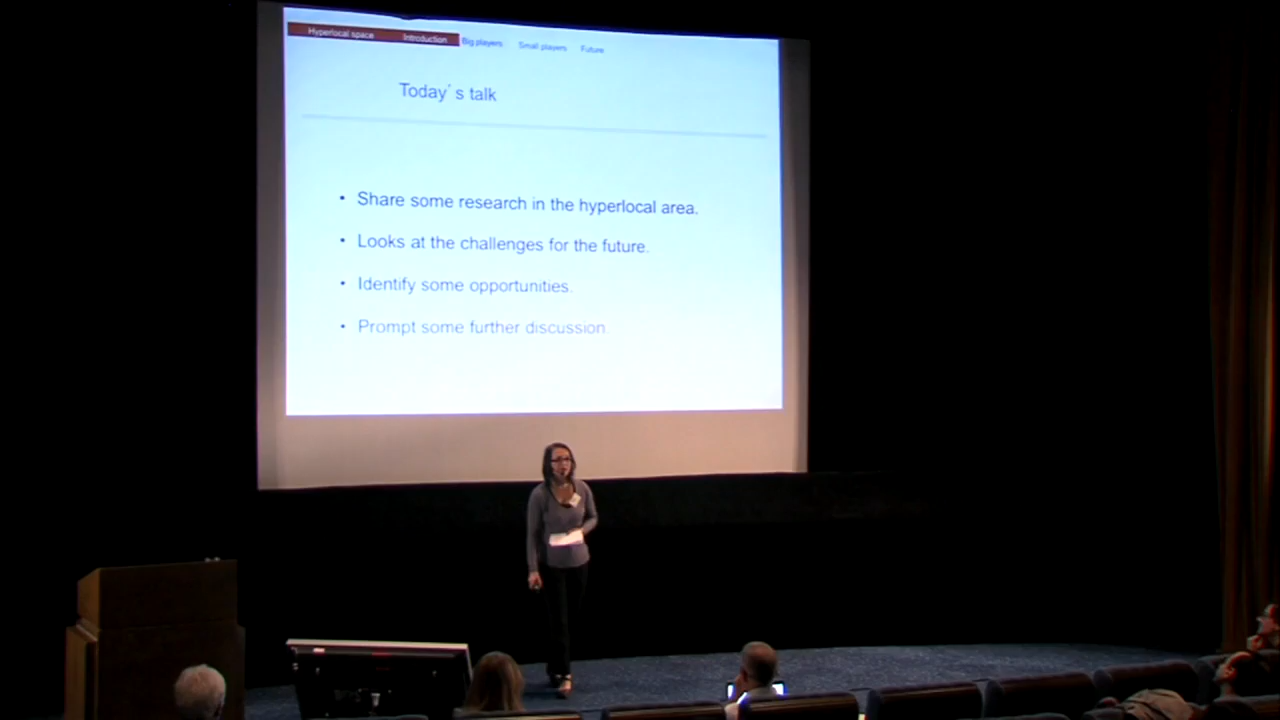 Hyperlocal space Introduction Big players Small players Future
Today's talk
• Share some research in the hyperlocal area.
• Looks at the challenges for the future.
• Identify some opportunities.
• Prompt some further discussion